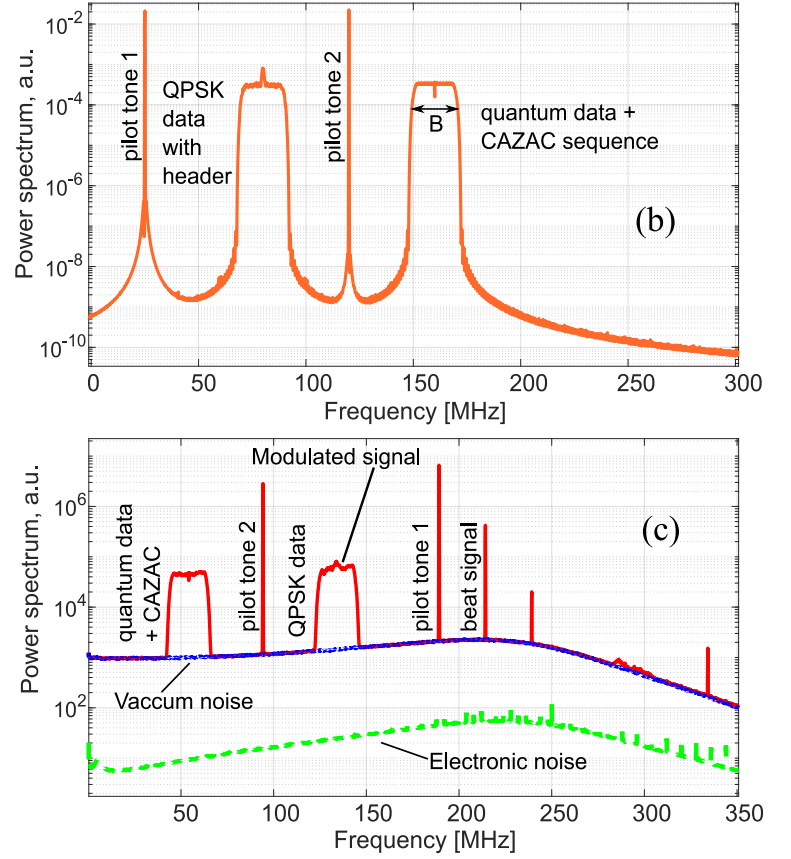 Power spectrum, a.u.
10^-2
10^-4
10^-6
10^-8
10^-10
pilot tone 1
QPSK
data
with
header
pilot tone 2
B
quantum data +
CAZAC sequence
(b)
0 50 100 150 200 250 300
Frequency [MHz]
Power spectrum, a.u.
10^6
10^4
10^2
Modulated signal
quantum data
+ CAZAC
pilot tone 2
QPSK data
pilot tone 1
beat signal
(c)
Vaccum noise
Electronic noise
50 100 150 200 250 300 350
Frequency [MHz]